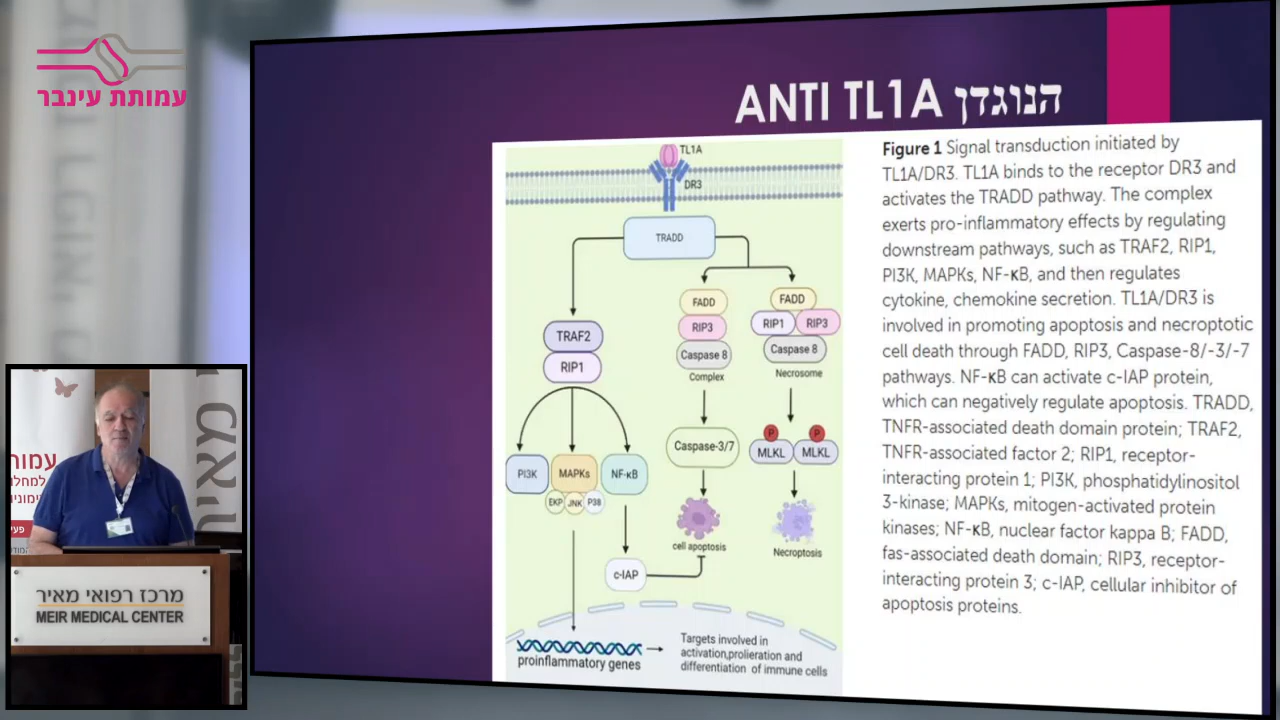 עמותת עינבר
הנוגדן ANTI TL1A
TL1A
DR3
TRADD
FADD
RIP3
Caspase 8
Complex
FADD
RIP1 RIP3
Caspase 8
Necrosome
TRAF2
RIP1
PI3K MAPKs NF-κB
EKP JNK P38
Caspase-3/7
P P
MLKL MLKL
cell apoptosis
Necroptosis
c-IAP
proinflammatory genes
Targets involved in
activation,prolieration and
differentiation of immune cells
Figure 1 Signal transduction initiated by
TL1A/DR3. TL1A binds to the receptor DR3 and
activates the TRADD pathway. The complex
exerts pro-inflammatory effects by regulating
downstream pathways, such as TRAF2, RIP1,
PI3K, MAPKs, NF-κB, and then regulates
cytokine, chemokine secretion. TL1A/DR3 is
involved in promoting apoptosis and necroptotic
cell death through FADD, RIP3, Caspase-8/-3/-7
pathways. NF-κB can activate c-IAP protein,
which can negatively regulate apoptosis. TRADD,
TNFR-associated death domain protein; TRAF2,
TNFR-associated factor 2; RIP1, receptor-
interacting protein 1; PI3K, phosphatidylinositol
3-kinase; MAPKs, mitogen-activated protein
kinases; NF-κB, nuclear factor kappa B; FADD,
fas-associated death domain; RIP3, receptor-
interacting protein 3; c-IAP, cellular inhibitor of
apoptosis proteins.
מרכז רפואי מאיר
MEIR MEDICAL CENTER